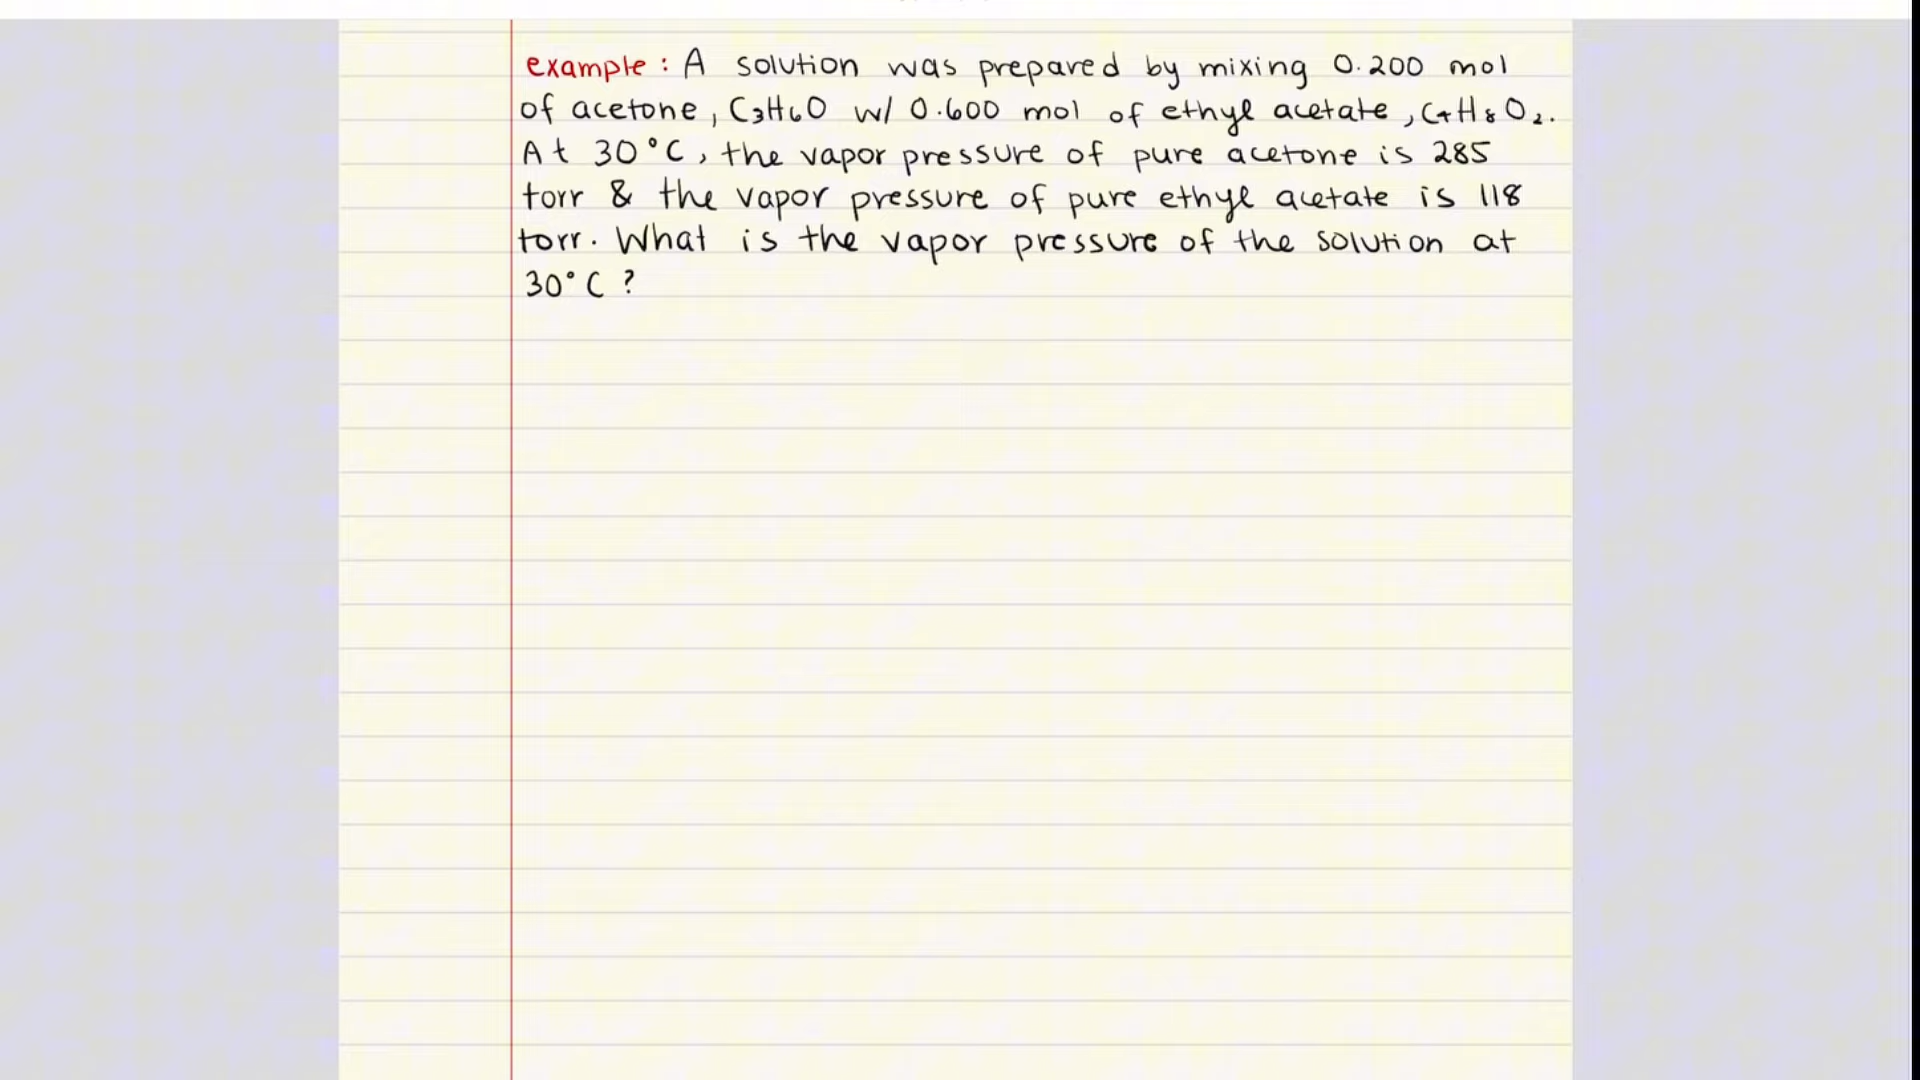 example: A solution was prepared by mixing 0.200 mol
of acetone, C3H6O w/ 0.600 mol of ethyl acetate, C4H8O2.
At 30°C, the vapor pressure of pure acetone is 285
torr & the vapor pressure of pure ethyl acetate is 118
torr. What is the vapor pressure of the solution at
30°C?